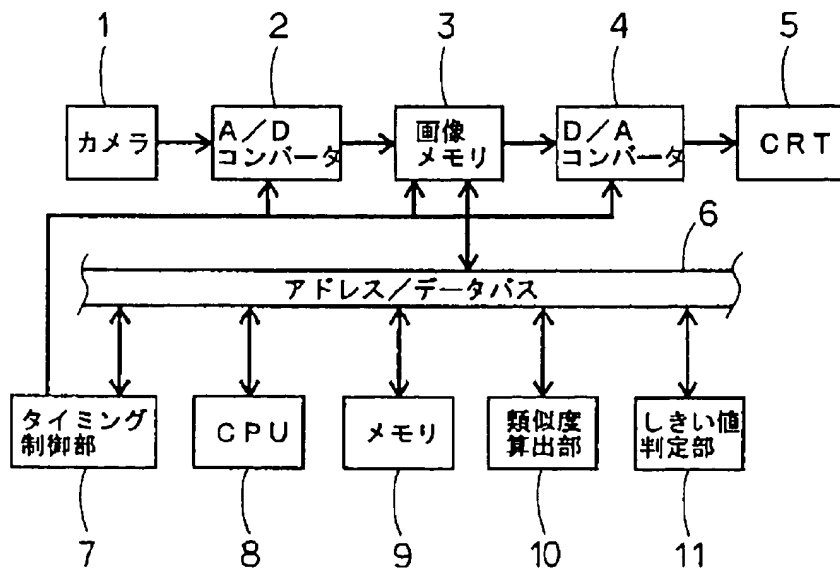 1 2 3 4 5
カメラ
A/D
コンバータ
画像
メモリ
D/A
コンバータ
CRT
6
アドレス/データバス
タイミング
制御部
CPU
メモリ
類似度
算出部
しきい値
判定部
7 8 9 10 11